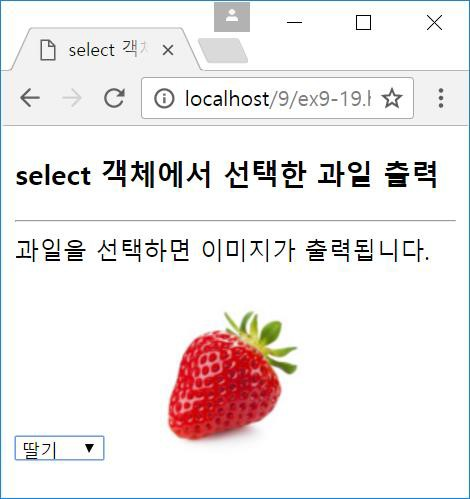 select 객체
localhost/9/ex9-19.h
select 객체에서 선택한 과일 출력
과일을 선택하면 이미지가 출력됩니다.
딸기